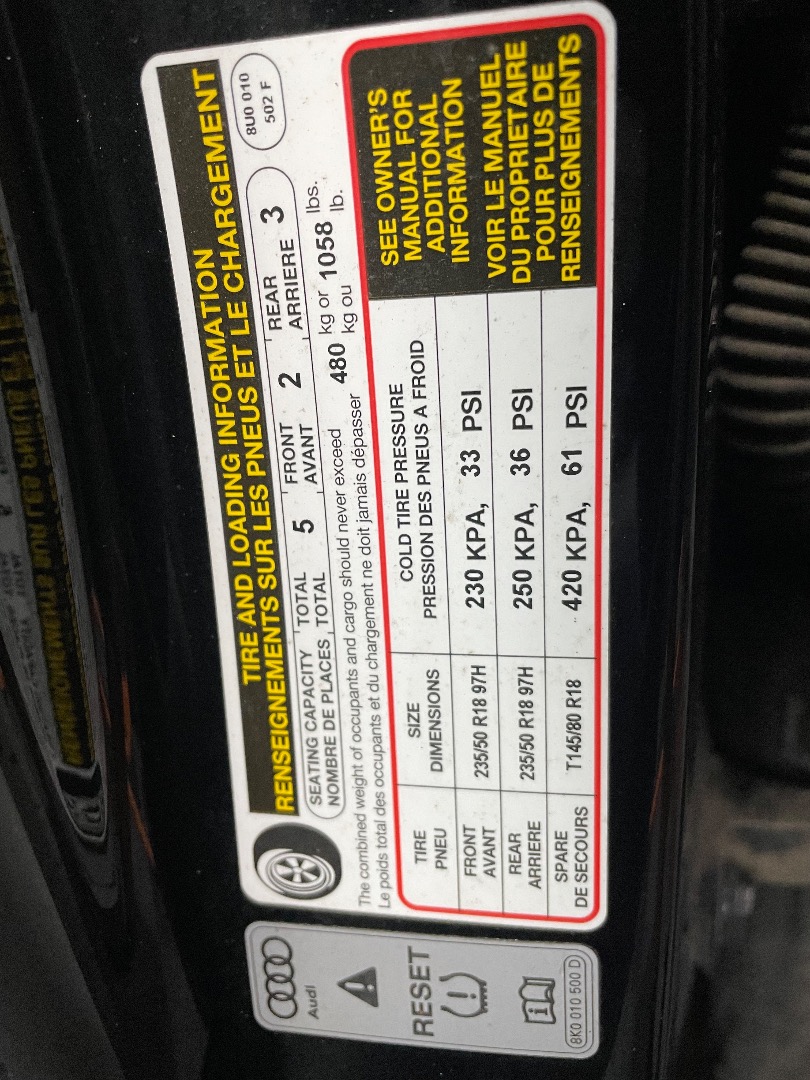 TIRE AND LOADING INFORMATION
RENSEIGNEMENTS SUR LES PNEUS ET LE CHARGEMENT
8U0 010
502 F
SEATING CAPACITY TOTAL 5 FRONT 2 REAR 3
NOMBRE DE PLACES TOTAL AVANT ARRIERE
The combined weight of occupants and cargo should never exceed 480 kg or 1058 lbs.
Le poids total des occupants et du chargement ne doit jamais dépasser kg ou lb.
TIRE SIZE COLD TIRE PRESSURE
PNEU DIMENSIONS PRESSION DES PNEUS A FROID
FRONT 235/50 R18 97H 230 KPA, 33 PSI
AVANT
REAR 235/50 R18 97H 250 KPA, 36 PSI
ARRIERE
SPARE T145/80 R18 420 KPA, 61 PSI
DE SECOURS
SEE OWNER'S
MANUAL FOR
ADDITIONAL
INFORMATION
VOIR LE MANUEL
DU PROPRIETAIRE
POUR PLUS DE
RENSEIGNEMENTS
Audi
RESET
8K0 010 500 D